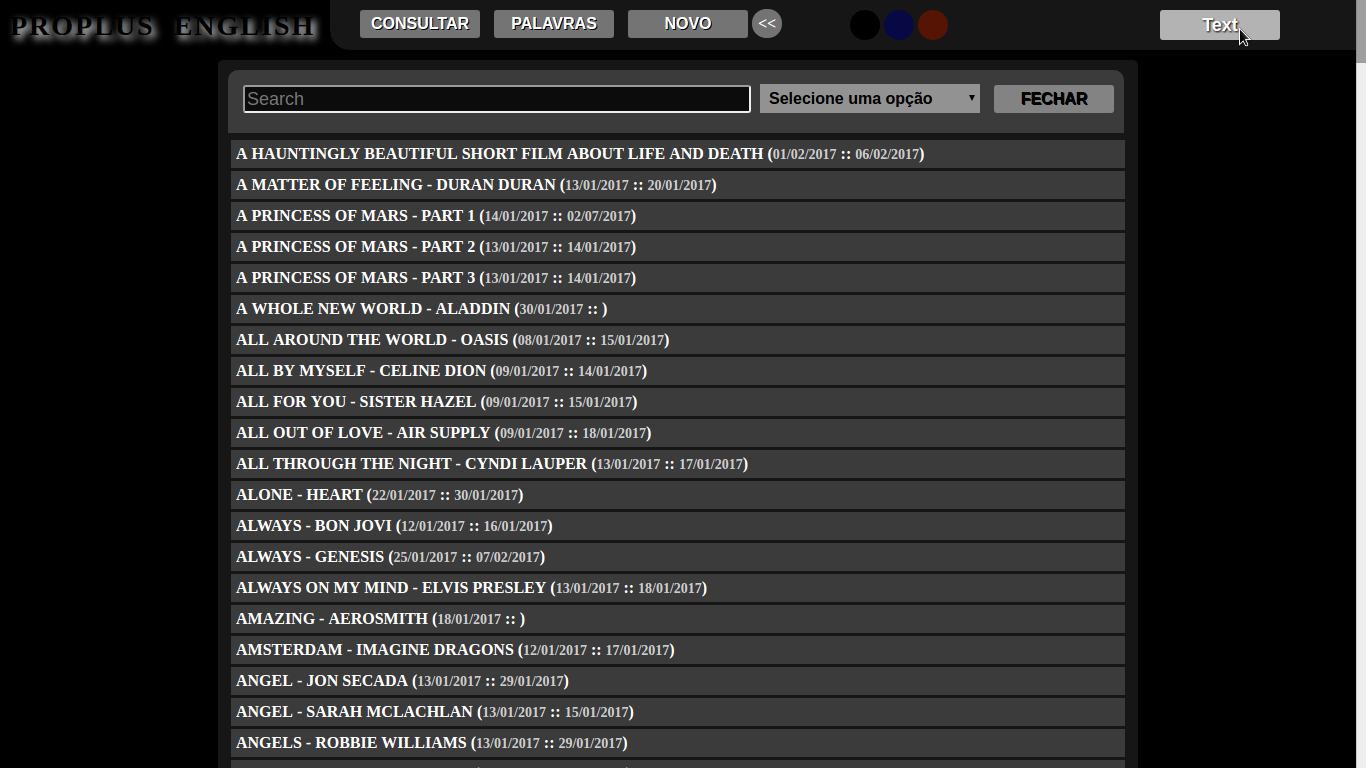 PROPLUS ENGLISH CONSULTAR PALAVRAS NOVO << Text
Search Selecione uma opção FECHAR
A HAUNTINGLY BEAUTIFUL SHORT FILM ABOUT LIFE AND DEATH (01/02/2017 :: 06/02/2017)
A MATTER OF FEELING - DURAN DURAN (13/01/2017 :: 20/01/2017)
A PRINCESS OF MARS - PART 1 (14/01/2017 :: 02/07/2017)
A PRINCESS OF MARS - PART 2 (13/01/2017 :: 14/01/2017)
A PRINCESS OF MARS - PART 3 (13/01/2017 :: 14/01/2017)
A WHOLE NEW WORLD - ALADDIN (30/01/2017 :: )
ALL AROUND THE WORLD - OASIS (08/01/2017 :: 15/01/2017)
ALL BY MYSELF - CELINE DION (09/01/2017 :: 14/01/2017)
ALL FOR YOU - SISTER HAZEL (09/01/2017 :: 15/01/2017)
ALL OUT OF LOVE - AIR SUPPLY (09/01/2017 :: 18/01/2017)
ALL THROUGH THE NIGHT - CYNDI LAUPER (13/01/2017 :: 17/01/2017)
ALONE - HEART (22/01/2017 :: 30/01/2017)
ALWAYS - BON JOVI (12/01/2017 :: 16/01/2017)
ALWAYS - GENESIS (25/01/2017 :: 07/02/2017)
ALWAYS ON MY MIND - ELVIS PRESLEY (13/01/2017 :: 18/01/2017)
AMAZING - AEROSMITH (18/01/2017 :: )
AMSTERDAM - IMAGINE DRAGONS (12/01/2017 :: 17/01/2017)
ANGEL - JON SECADA (13/01/2017 :: 29/01/2017)
ANGEL - SARAH MCLACHLAN (13/01/2017 :: 15/01/2017)
ANGELS - ROBBIE WILLIAMS (13/01/2017 :: 29/01/2017)